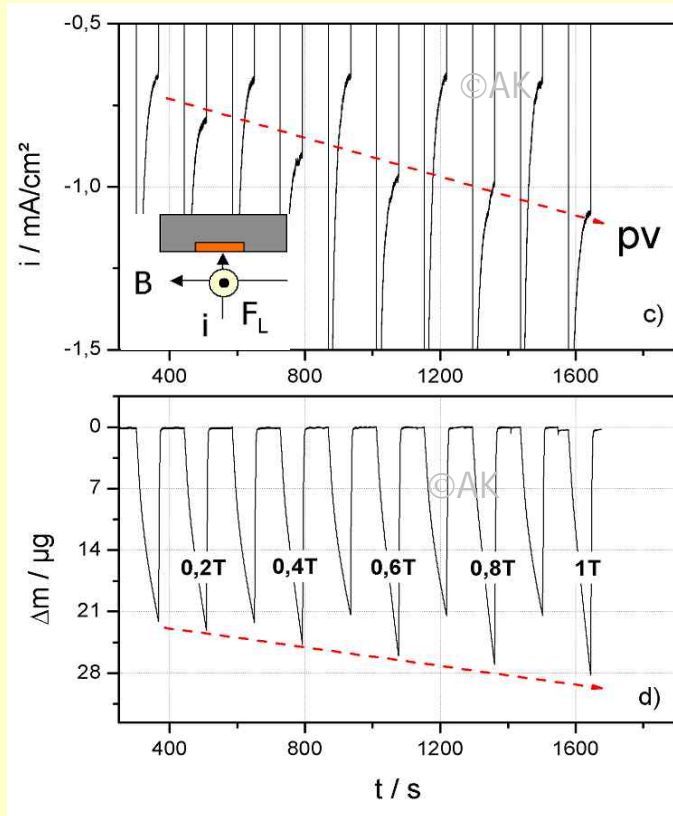 -0,5
©AK
-1,0
i / mA/cm²
pv
B
i
F_L
c)
-1,5
400 800 1200 1600
0
©AK
7
14
0,2T 0,4T 0,6T 0,8T 1T
Δm / µg
21
28
d)
400 800 1200 1600
t / s